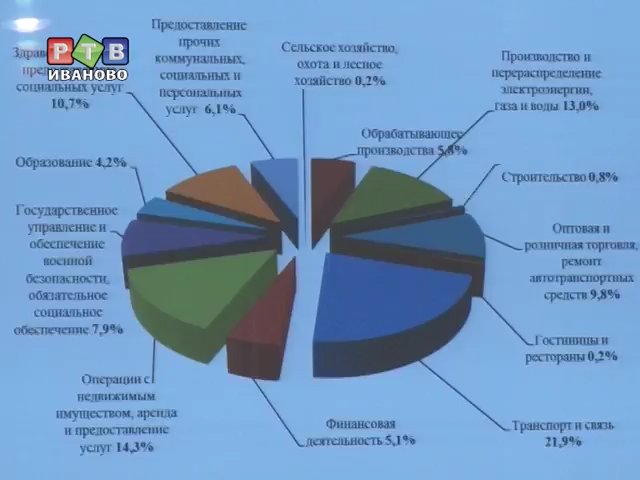 РТВ
ИВАНОВО
Предоставление
прочих
коммунальных,
социальных и
персональных
услуг 6,1%
Сельское хозяйство,
охота и лесное
хозяйство 0,2%
Производство и
перераспределение
электроэнергии,
газа и воды 13,0%
социальных услуг
10,7%
Обрабатывающее
производства 5,8%
Образование 4,2%
Строительство 0,8%
Государственное
управление и
обеспечение
военной
безопасности,
обязательное
социальное
обеспечение 7,9%
Оптовая и
розничная торговля,
ремонт
автотранспортных
средств 9,8%
Гостиницы и
рестораны 0,2%
Операции с
недвижимым
имуществом, аренда
и предоставление
услуг 14,3%
Финансовая
деятельность 5,1%
Транспорт и связь
21,9%